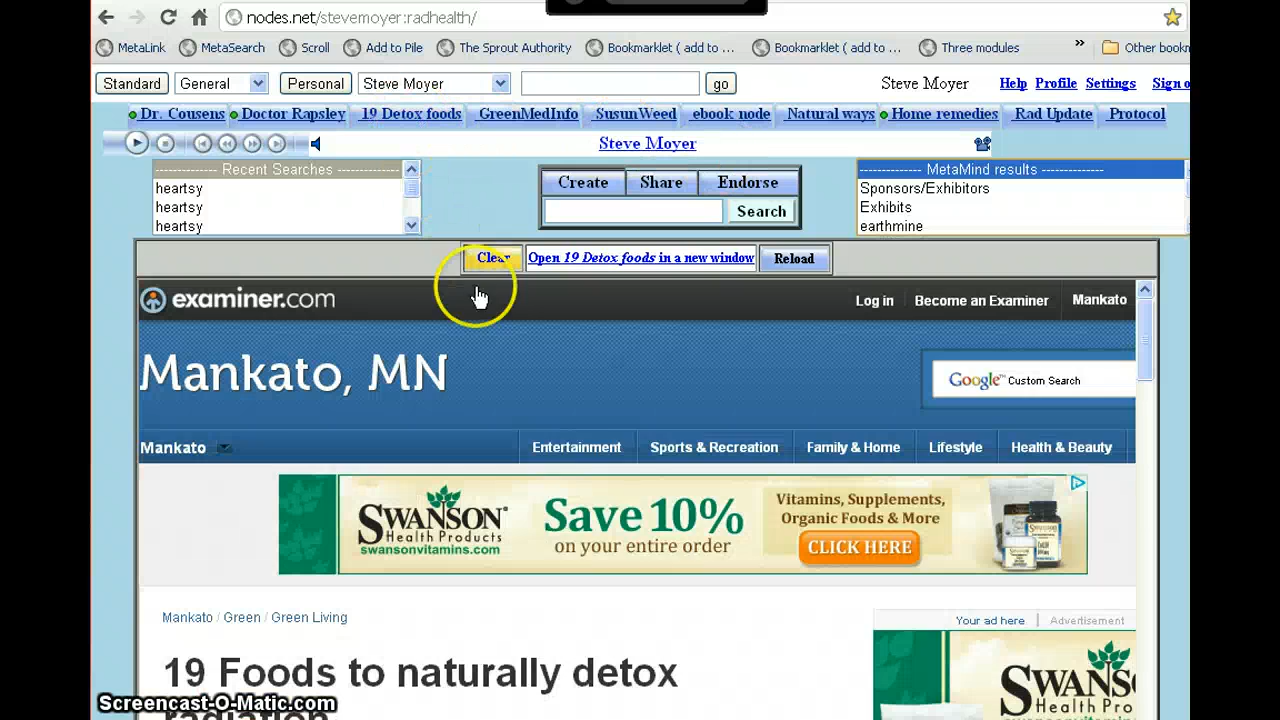 nodes.net/stevemoyer:radhealth/
MetaLink MetaSearch Scroll Add to Pile The Sprout Authority Bookmarklet ( add to ... Bookmarklet ( add to ... Three modules » Other bookm
Standard General Personal Steve Moyer go Steve Moyer Help Profile Settings Sign o
Dr. Cousens Doctor Rapsley 19 Detox foods GreenMedInfo SusunWeed ebook node Natural ways Home remedies Rad Update Protocol
Steve Moyer
------------- Recent Searches -------------
heartsy
heartsy
heartsy
Create Share Endorse
Search
------------- MetaMind results -------------
Sponsors/Exhibitors
Exhibits
earthmine
Clear Open 19 Detox foods in a new window Reload
examiner.com Log in Become an Examiner Mankato
Mankato, MN
Google™ Custom Search
Mankato Entertainment Sports & Recreation Family & Home Lifestyle Health & Beauty
SWANSON®
Health Products
swansonvitamins.com
Save 10%
on your entire order
Vitamins, Supplements,
Organic Foods & More
CLICK HERE
Mankato / Green / Green Living
Your ad here | Advertisement
19 Foods to naturally detox
radiation
SWANS
Health Prod
Screencast-O-Matic.com